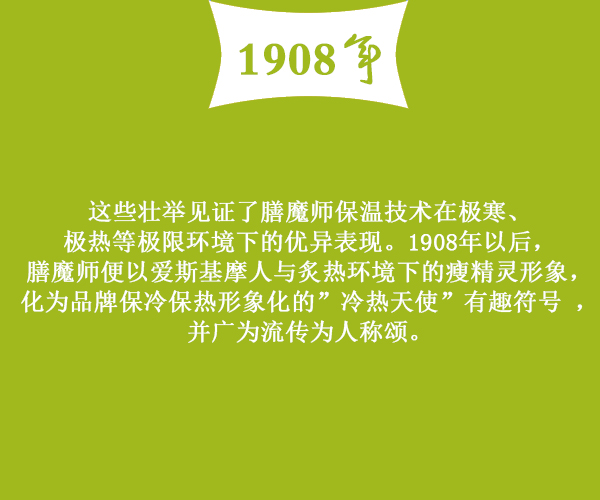 1908年
这些壮举见证了膳魔师保温技术在极寒、
极热等极限环境下的优异表现。1908年以后，
膳魔师便以爱斯基摩人与炙热环境下的瘦精灵形象，
化为品牌保冷保热形象化的”冷热天使”有趣符号 ，
并广为流传为人称颂。